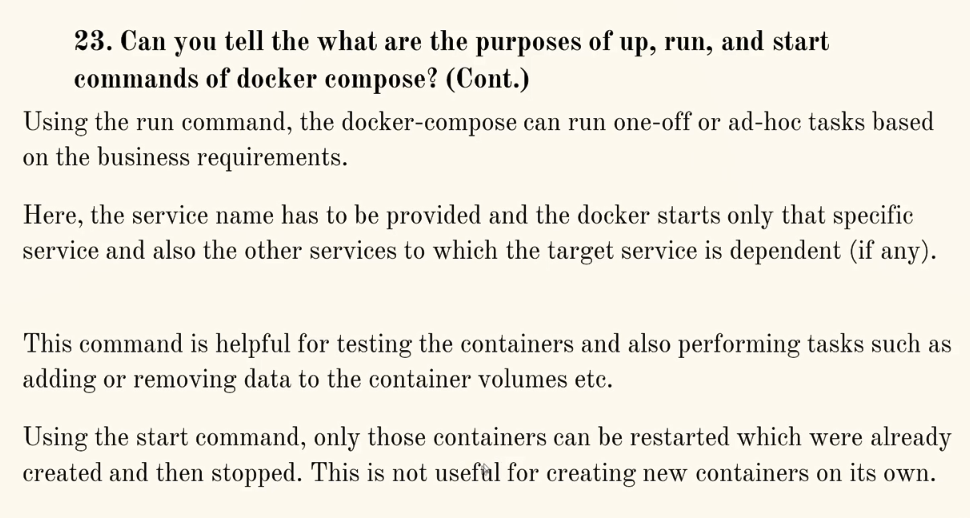 23. Can you tell the what are the purposes of up, run, and start
commands of docker compose? (Cont.)
Using the run command, the docker-compose can run one-off or ad-hoc tasks based
on the business requirements.
Here, the service name has to be provided and the docker starts only that specific
service and also the other services to which the target service is dependent (if any).
This command is helpful for testing the containers and also performing tasks such as
adding or removing data to the container volumes etc.
Using the start command, only those containers can be restarted which were already
created and then stopped. This is not useful for creating new containers on its own.